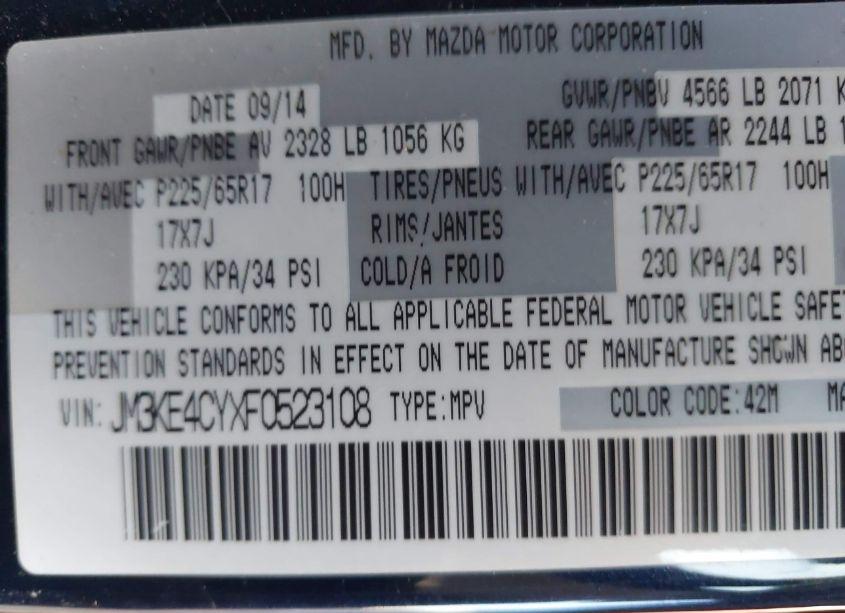 MFD. BY MAZDA MOTOR CORPORATION
DATE 09/14 GVWR/PNBV 4566 LB 2071 K
FRONT GAWR/PNBE AV 2328 LB 1056 KG REAR GAWR/PNBE AR 2244 LB 1
WITH/AVEC P225/65R17 100H TIRES/PNEUS WITH/AVEC P225/65R17 100H
17X7J RIMS/JANTES 17X7J
230 KPA/34 PSI COLD/A FROID 230 KPA/34 PSI
THIS VEHICLE CONFORMS TO ALL APPLICABLE FEDERAL MOTOR VEHICLE SAFET
PREVENTION STANDARDS IN EFFECT ON THE DATE OF MANUFACTURE SHOWN ABO
VIN: JM3KE4CYXF0523108 TYPE:MPV COLOR CODE:42M MA